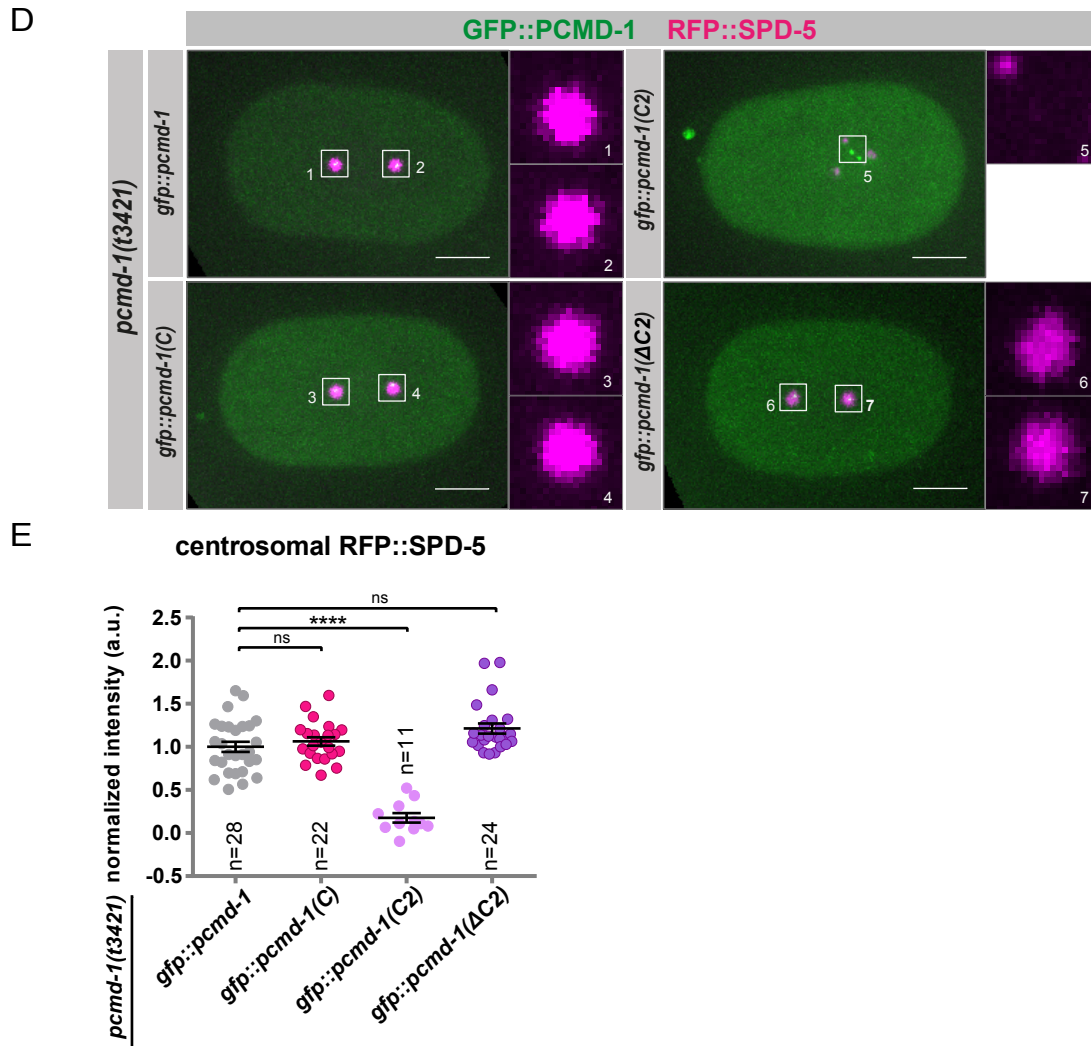 D
GFP::PCMD-1 RFP::SPD-5
pcmd-1(t3421)
gfp::pcmd-1
1
2
1
2
gfp::pcmd-1(C2)
5
5
gfp::pcmd-1(C)
3
4
3
4
gfp::pcmd-1(ΔC2)
6
7
6
7
E
centrosomal RFP::SPD-5
normalized intensity (a.u.)
ns
****
ns
2.5
2.0
1.5
1.0
0.5
0.0
-0.5
n=28
n=22
n=11
n=24
pcmd-1(t3421)
gfp::pcmd-1
gfp::pcmd-1(C)
gfp::pcmd-1(C2)
gfp::pcmd-1(ΔC2)